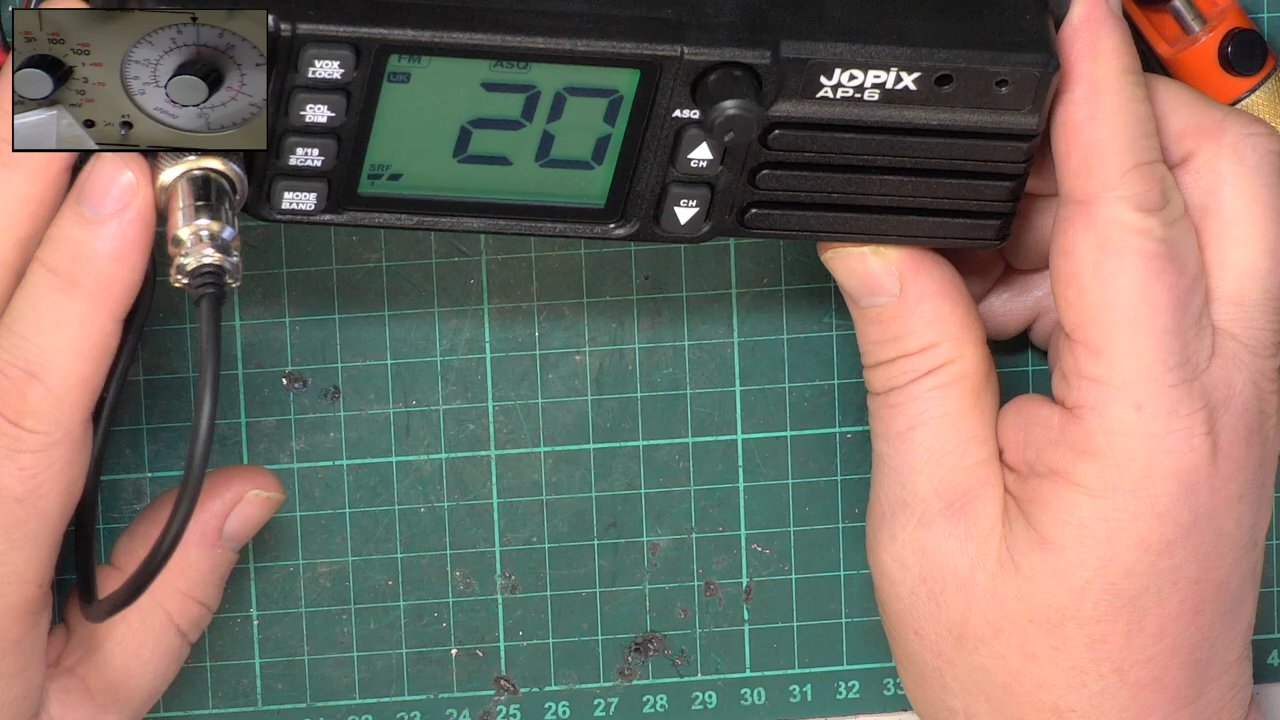 VOX
LOCK
COL
DIM
9/19
SCAN
MODE
BAND
FM
ASQ
UK
20
SRF
ASQ
CH
CH
JOPIX
AP-6
24
25
26
27
28
29
30
31
32